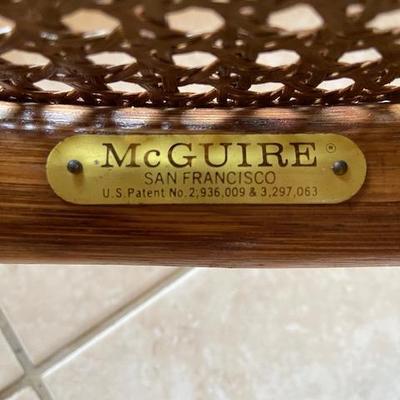 McGUIRE®
SAN FRANCISCO
U.S. Patent No. 2,936,009 & 3,297,063